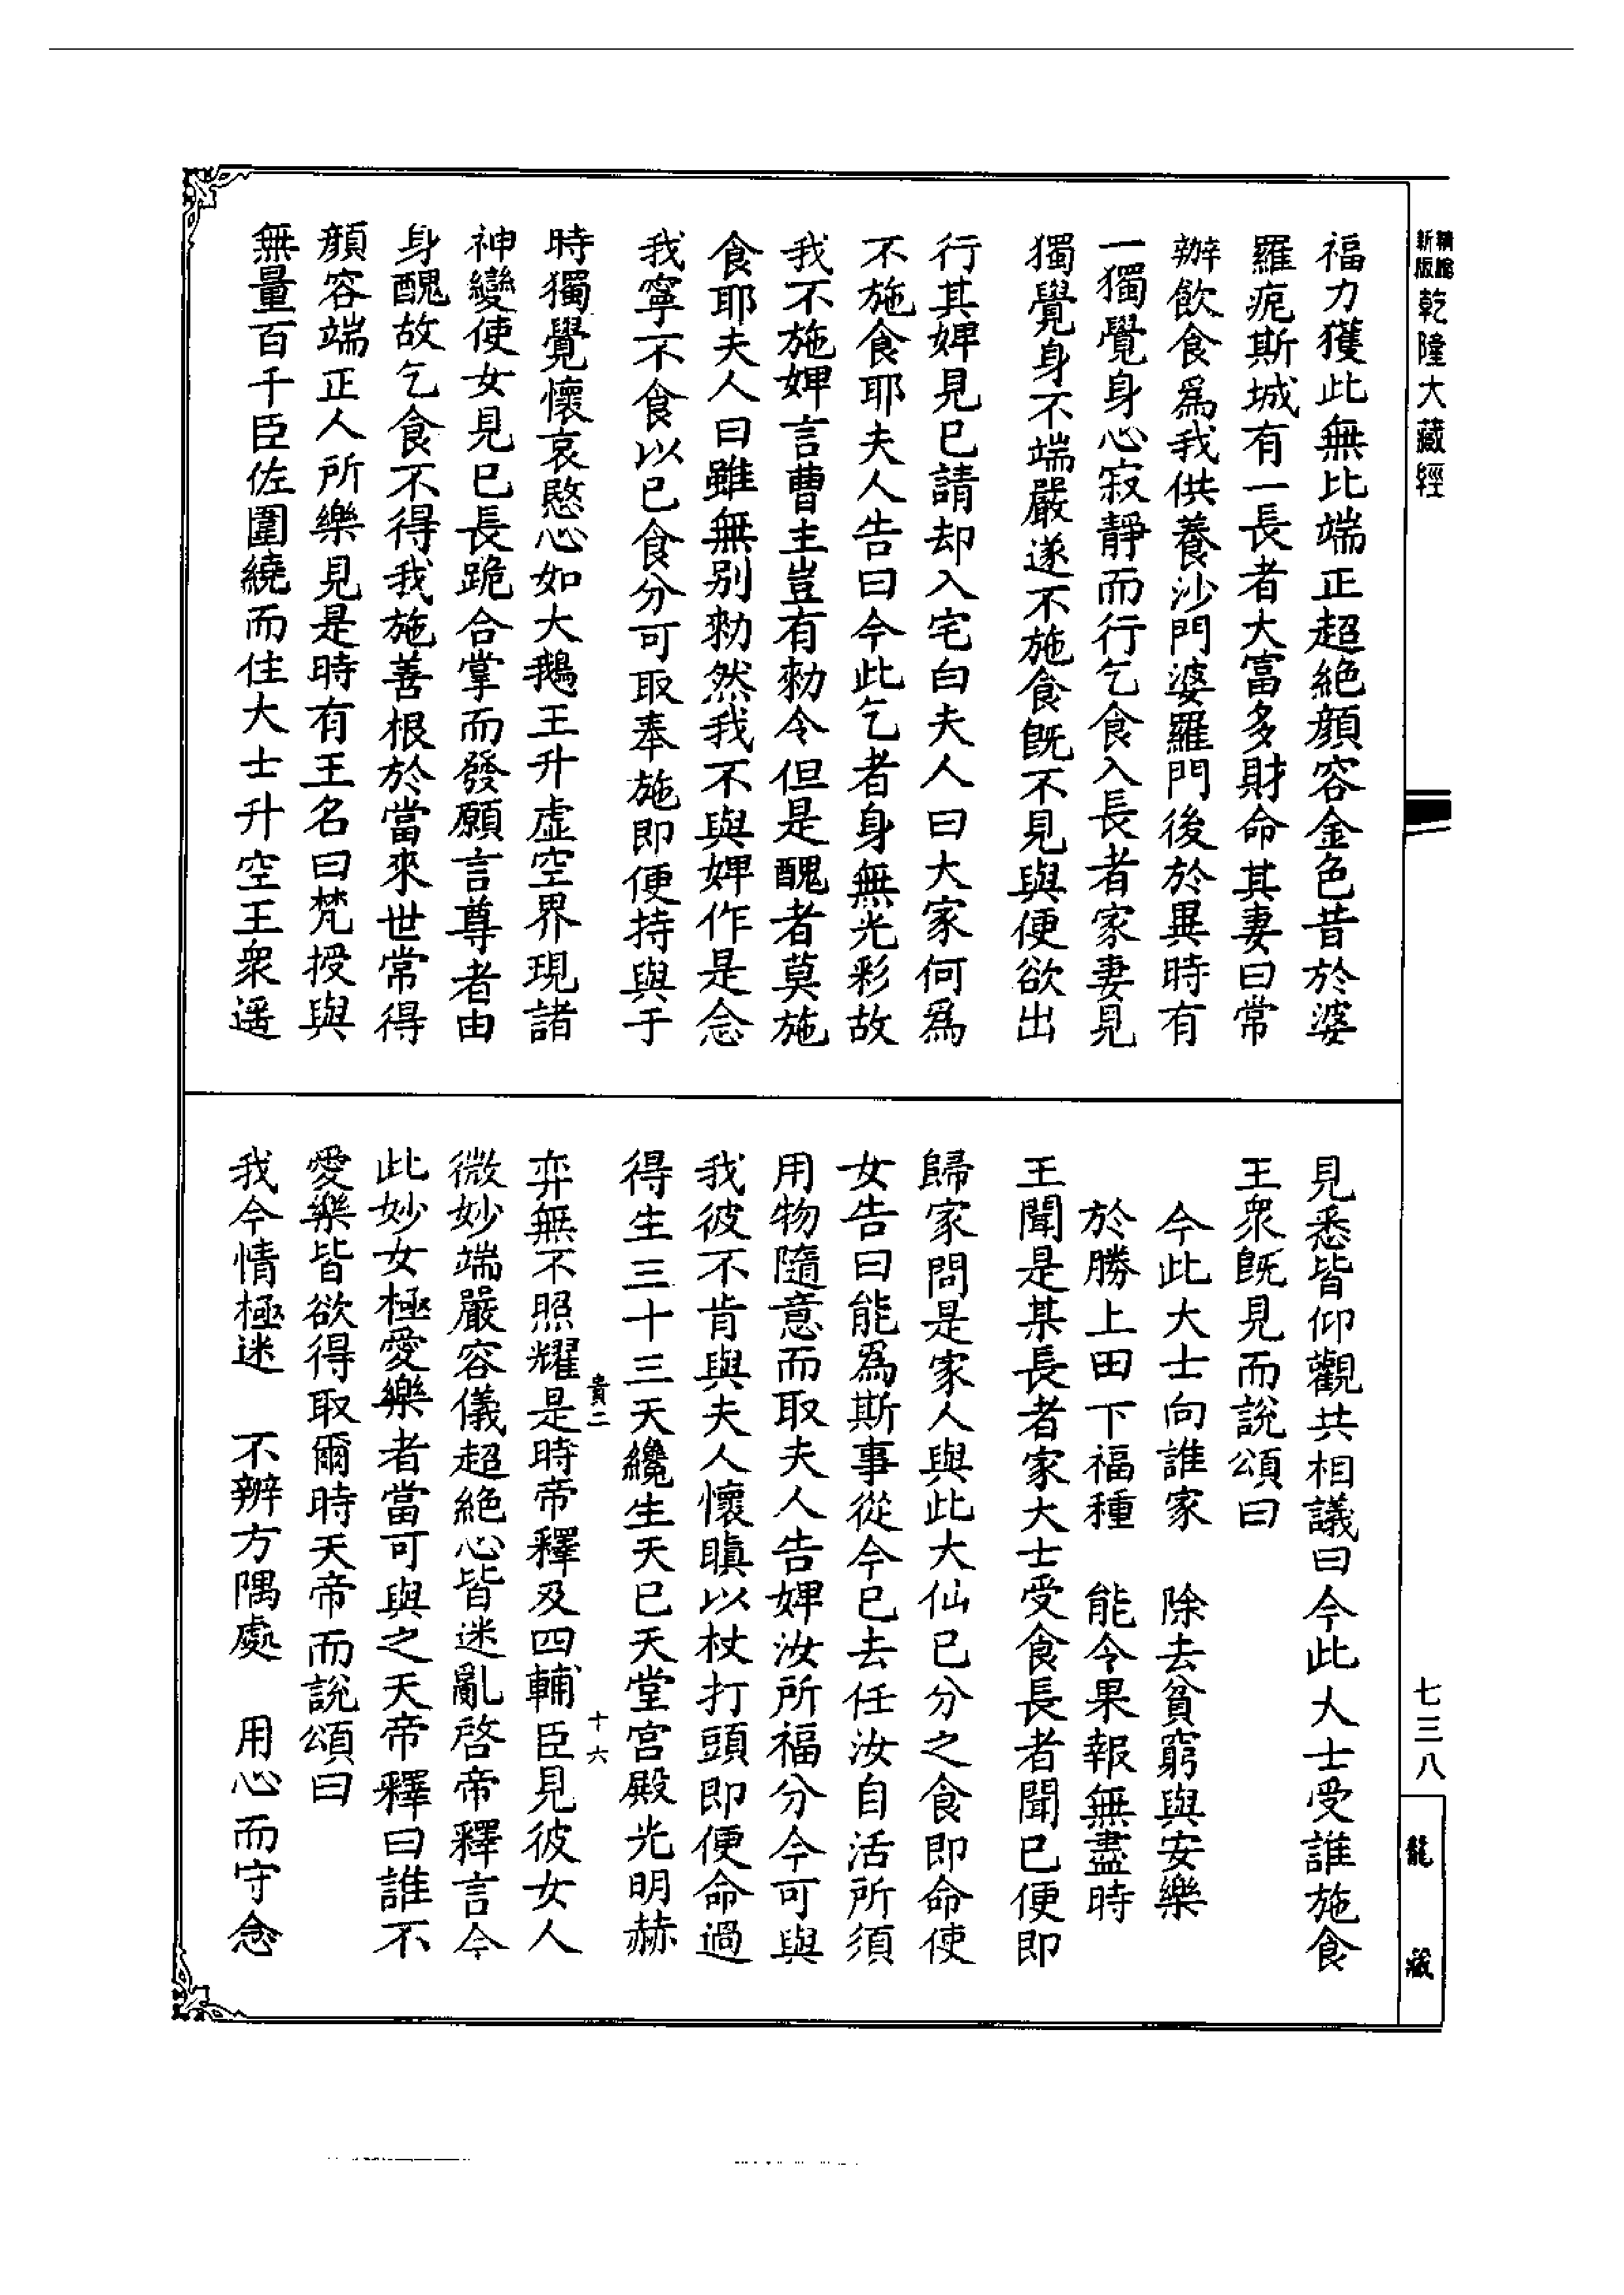 新版
乾隆大藏經
七三八
龍藏
福力獲此無比端正超絶顔容金色昔於婆
羅痆斯城有一長者大富多財命其妻曰常
辦飲食爲我供養沙門婆羅門後於異時有
一獨覺身心寂靜而行乞食入長者家妻見
獨覺身不端嚴遂不施食既不見與便欲出
行其婢見已請却入宅白夫人曰大家何爲
不施食耶夫人告曰今此乞者身無光彩故
我不施婢言曹主豈有勑令但是醜者莫施
食耶夫人曰雖無别勑然我不與婢作是念
我寧不食以已食分可取奉施即便持與于
時獨覺懷哀愍心如大鵝王升虛空界現諸
神變使女見已長跪合掌而發願言尊者由
身醜故乞食不得我施善根於當來世常得
顔容端正人所樂見是時有王名曰梵授與
無量百千臣佐圍繞而住大士升空王衆遥
見悉皆仰觀共相議曰今此大士受誰施食
王衆既見而說頌曰
今此大士向誰家　除去貧窮與安樂
於勝上田下福種　能令果報無盡時
王聞是某長者家大士受食長者聞已便即
歸家問是家人與此大仙已分之食即命使
女告曰能爲斯事從今已去任汝自活所須
用物隨意而取夫人告婢汝所福分今可與
我彼不肯與夫人懷瞋以杖打頭即便命過
得生三十三天纔生天已天堂宫殿光明赫
弈無不照耀是時帝釋及四輔臣見彼女人
貴二　十六
微妙端嚴容儀超絶心皆迷亂啓帝釋言今
此妙女極愛樂者當可與之天帝釋曰誰不
愛樂皆欲得取爾時天帝而說頌曰
我今情極迷　不辨方隅處　用心而守念